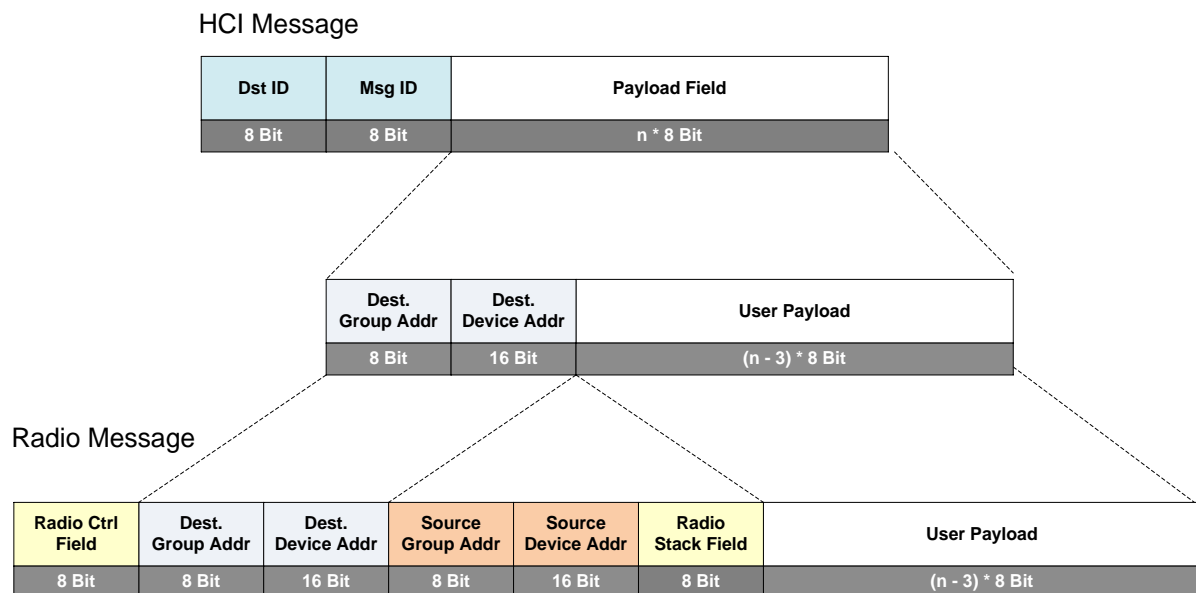 HCI Message
Dst ID Msg ID Payload Field
8 Bit 8 Bit n * 8 Bit
Dest. Dest.
Group Addr Device Addr User Payload
8 Bit 16 Bit (n - 3) * 8 Bit
Radio Message
Radio Ctrl Dest. Dest. Source Source Radio
Field Group Addr Device Addr Group Addr Device Addr Stack Field User Payload
8 Bit 8 Bit 16 Bit 8 Bit 16 Bit 8 Bit (n - 3) * 8 Bit